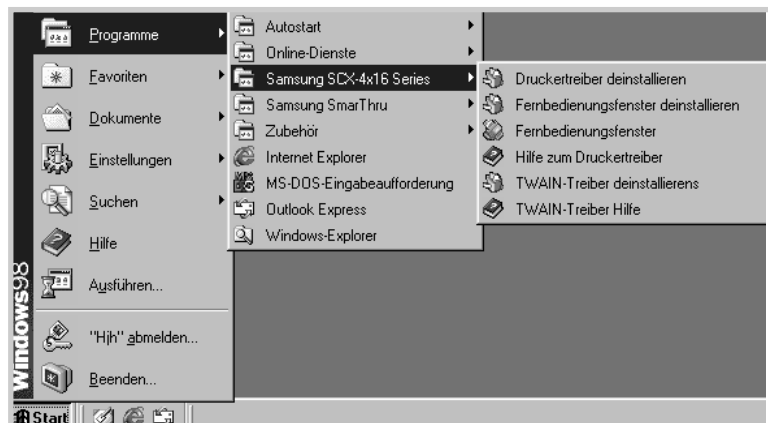 Programme
Favoriten
Dokumente
Einstellungen
Suchen
Hilfe
Ausführen...
"Hjh" abmelden...
Beenden...
Windows98
Start
Autostart
Online-Dienste
Samsung SCX-4x16 Series
Samsung SmarThru
Zubehör
Internet Explorer
MS-DOS-Eingabeaufforderung
Outlook Express
Windows-Explorer
Druckertreiber deinstallieren
Fernbedienungsfenster deinstallieren
Fernbedienungsfenster
Hilfe zum Druckertreiber
TWAIN-Treiber deinstallierens
TWAIN-Treiber Hilfe